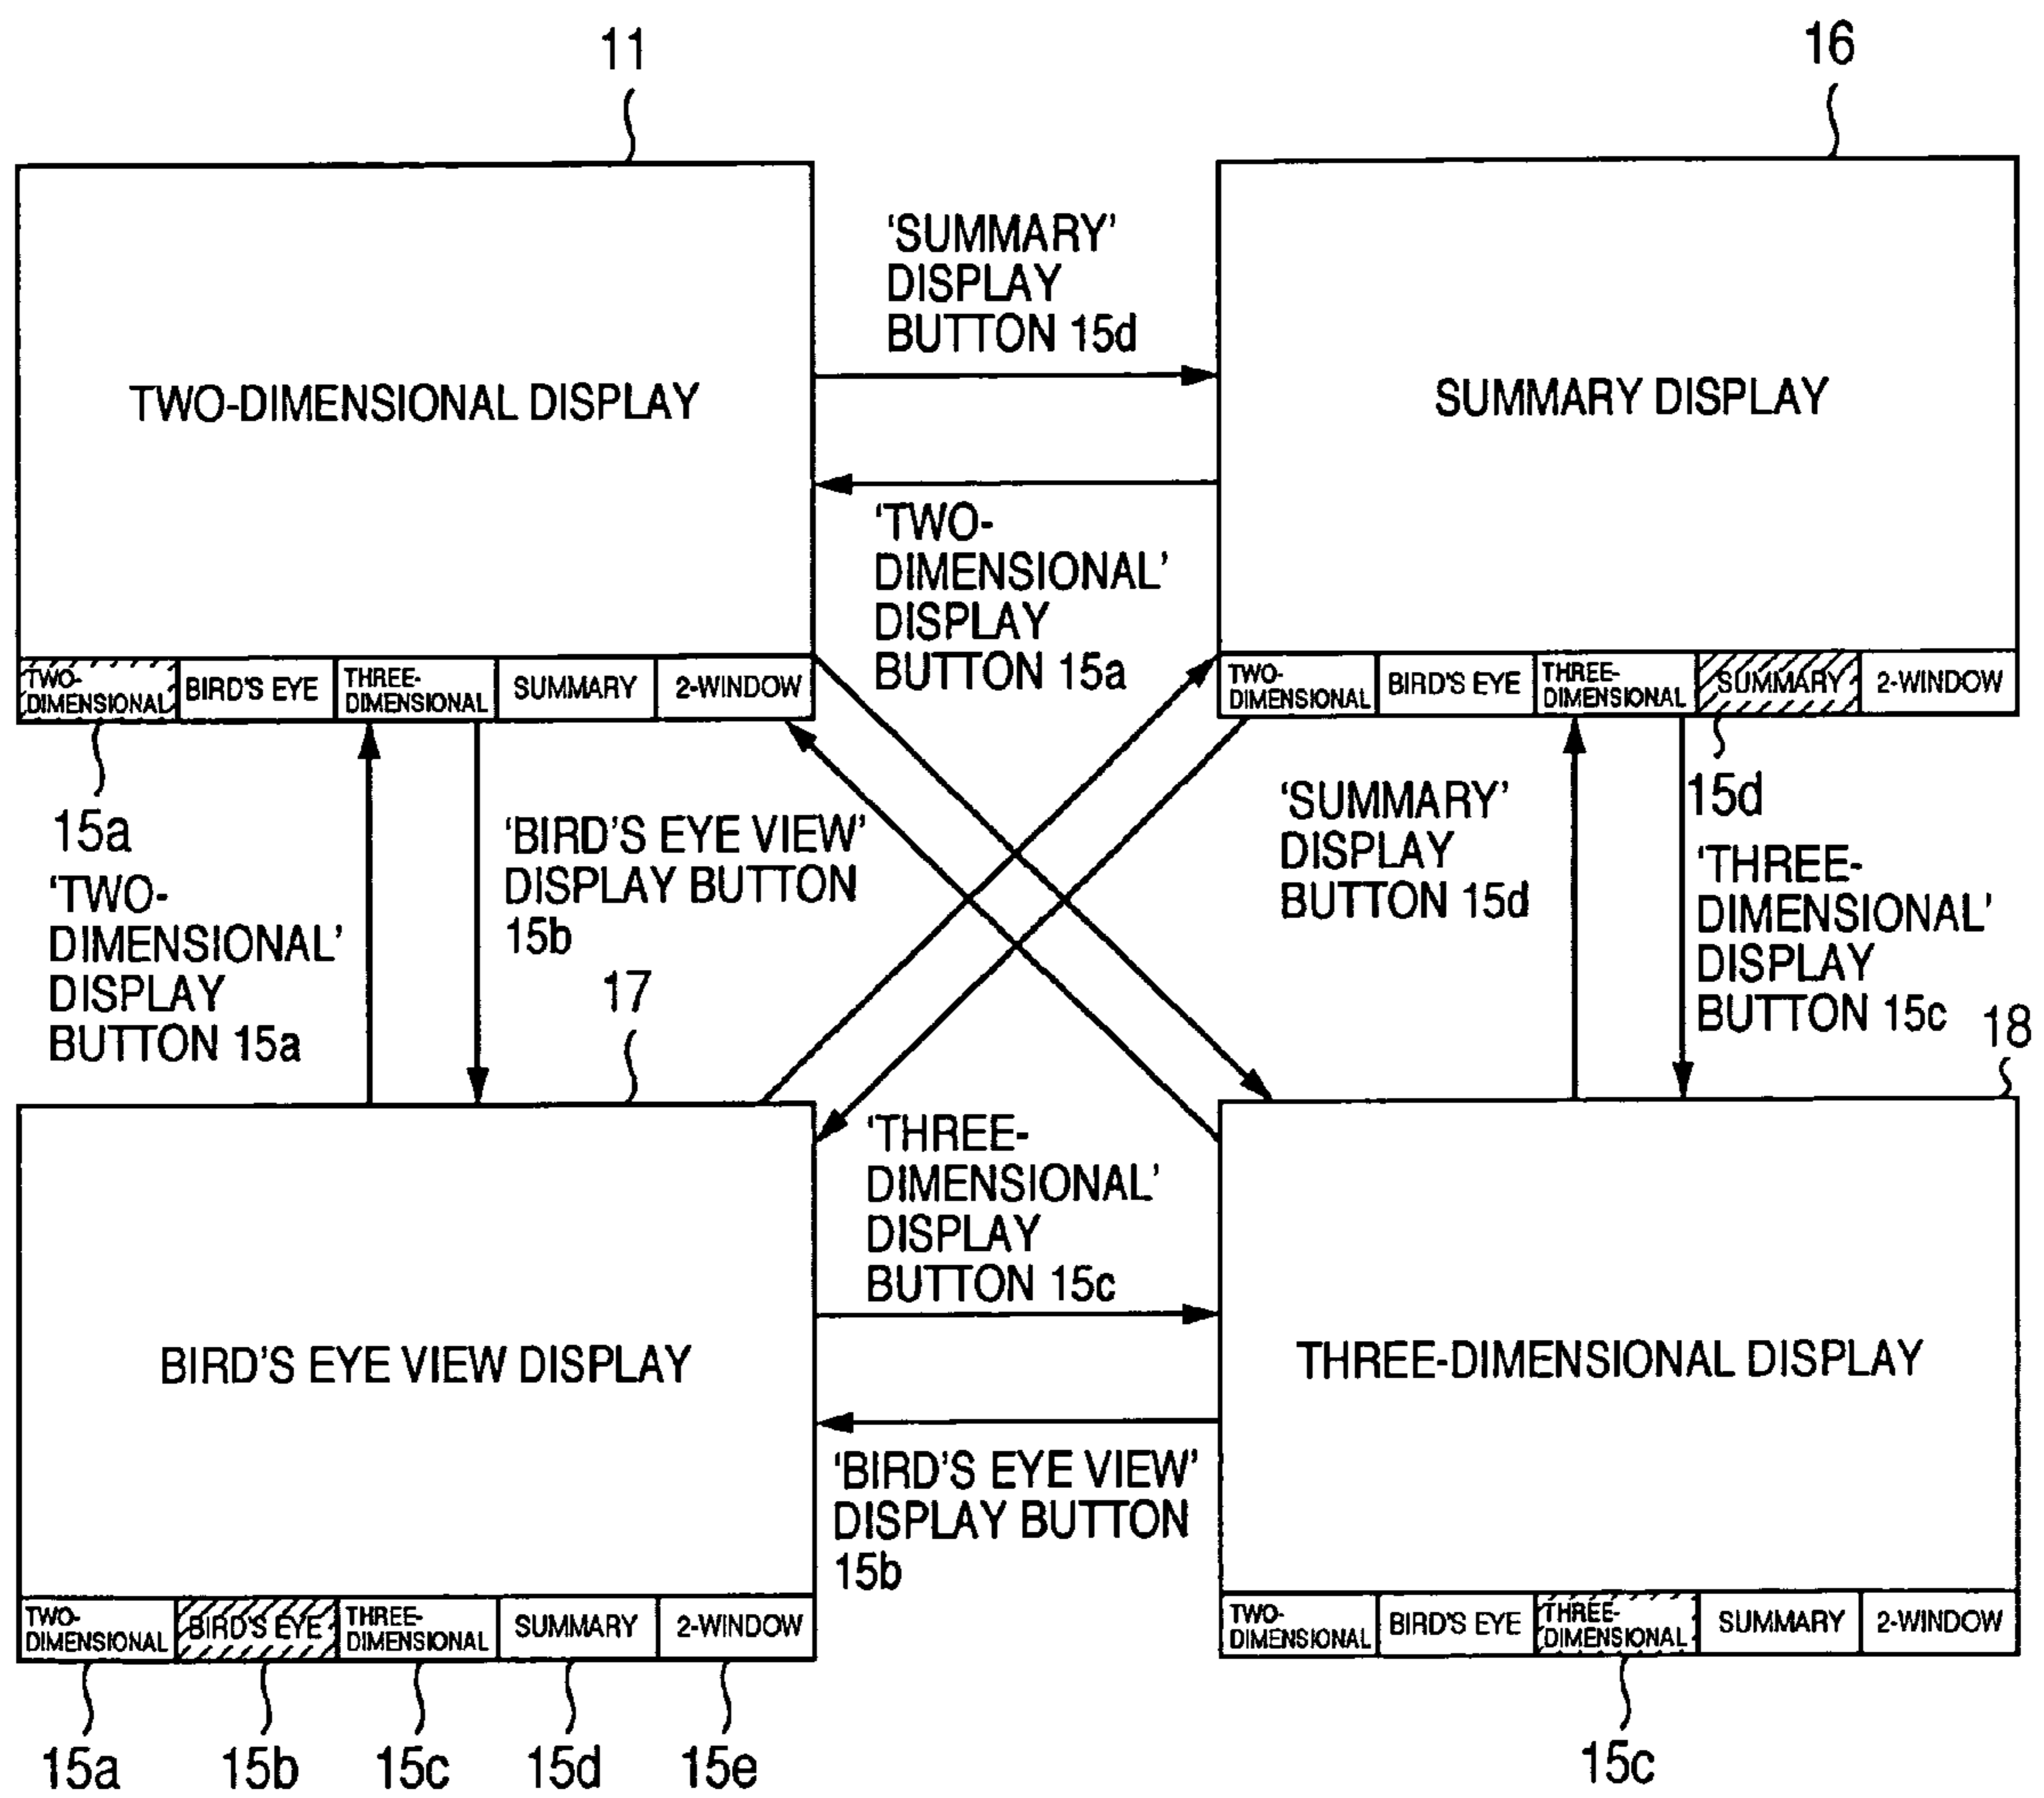 11
16
'SUMMARY'
DISPLAY
BUTTON 15d
TWO-DIMENSIONAL DISPLAY
SUMMARY DISPLAY
'TWO-
DIMENSIONAL'
DISPLAY
BUTTON 15a
TWO-
DIMENSIONAL
BIRD'S EYE
THREE-
DIMENSIONAL
SUMMARY
2-WINDOW
TWO-
DIMENSIONAL
BIRD'S EYE
THREE-
DIMENSIONAL
SUMMARY
2-WINDOW
15a
'TWO-
DIMENSIONAL'
DISPLAY
BUTTON 15a
'BIRD'S EYE VIEW'
DISPLAY BUTTON
15b
'SUMMARY'
DISPLAY
BUTTON 15d
15d
'THREE-
DIMENSIONAL'
DISPLAY
BUTTON 15c
17
18
'THREE-
DIMENSIONAL'
DISPLAY
BUTTON 15c
BIRD'S EYE VIEW DISPLAY
THREE-DIMENSIONAL DISPLAY
'BIRD'S EYE VIEW'
DISPLAY BUTTON
15b
TWO-
DIMENSIONAL
BIRD'S EYE
THREE-
DIMENSIONAL
SUMMARY
2-WINDOW
TWO-
DIMENSIONAL
BIRD'S EYE
THREE-
DIMENSIONAL
SUMMARY
2-WINDOW
15a
15b
15c
15d
15e
15c